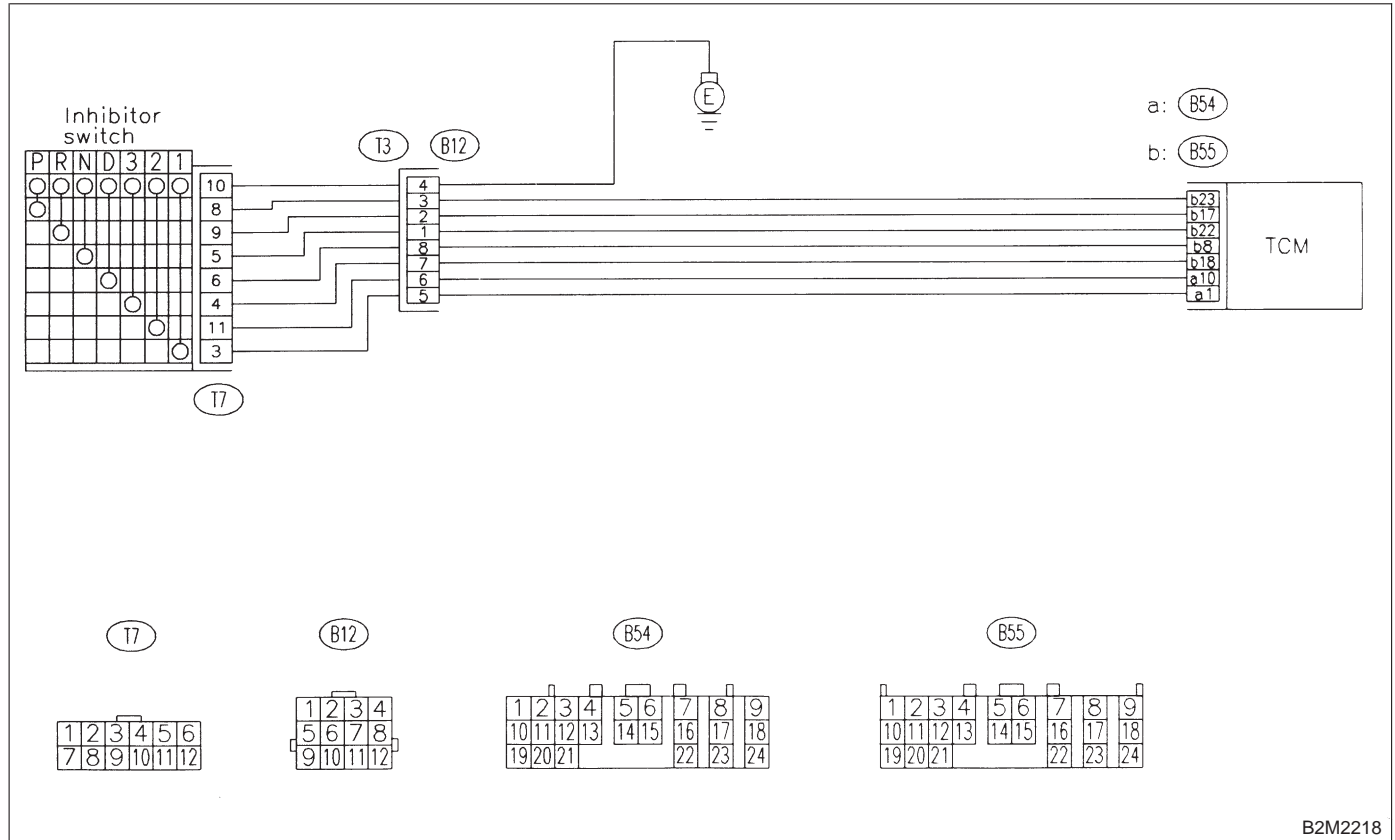 E
a: B54
b: B55
Inhibitor
switch
T3 B12
P R N D 3 2 1
10
8
9
5
6
4
11
3
4
3
2
1
8
7
6
5
b23
b17
b22
b8
b18
a10
a1
TCM
T7
T7 B12 B54 B55
1 2 3 4 5 6
7 8 9 10 11 12
1 2 3 4
5 6 7 8
9 10 11 12
1 2 3 4 5 6 7 8 9
10 11 12 13 14 15 16 17 18
19 20 21 22 23 24
1 2 3 4 5 6 7 8 9
10 11 12 13 14 15 16 17 18
19 20 21 22 23 24
B2M2218